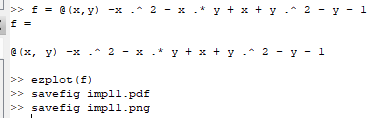 >> f = @(x,y) -x .^ 2 - x .* y + x + y .^ 2 - y - 1
f =
@(x, y) -x .^ 2 - x .* y + x + y .^ 2 - y - 1
>> ezplot(f)
>> savefig impl1.pdf
>> savefig impl1.png